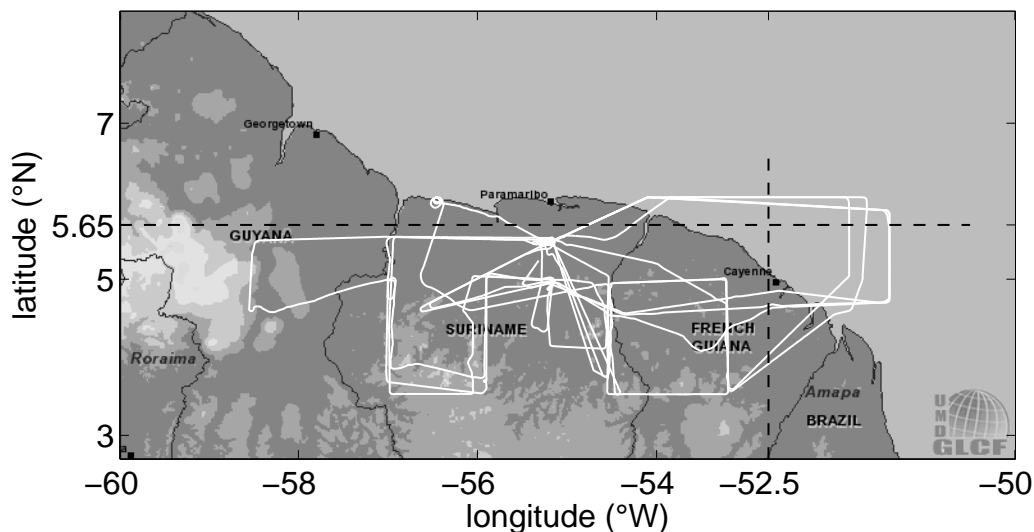 7
Georgetown
Paramaribo
5.65
GUYANA
5
Cayenne
SURINAME
FRENCH
GUIANA
Roraima
Amapa
BRAZIL
UMD
GLCF
3
a
−60
−58
−56
−54
−52.5
−50
longitude (°W)
latitude (°N)